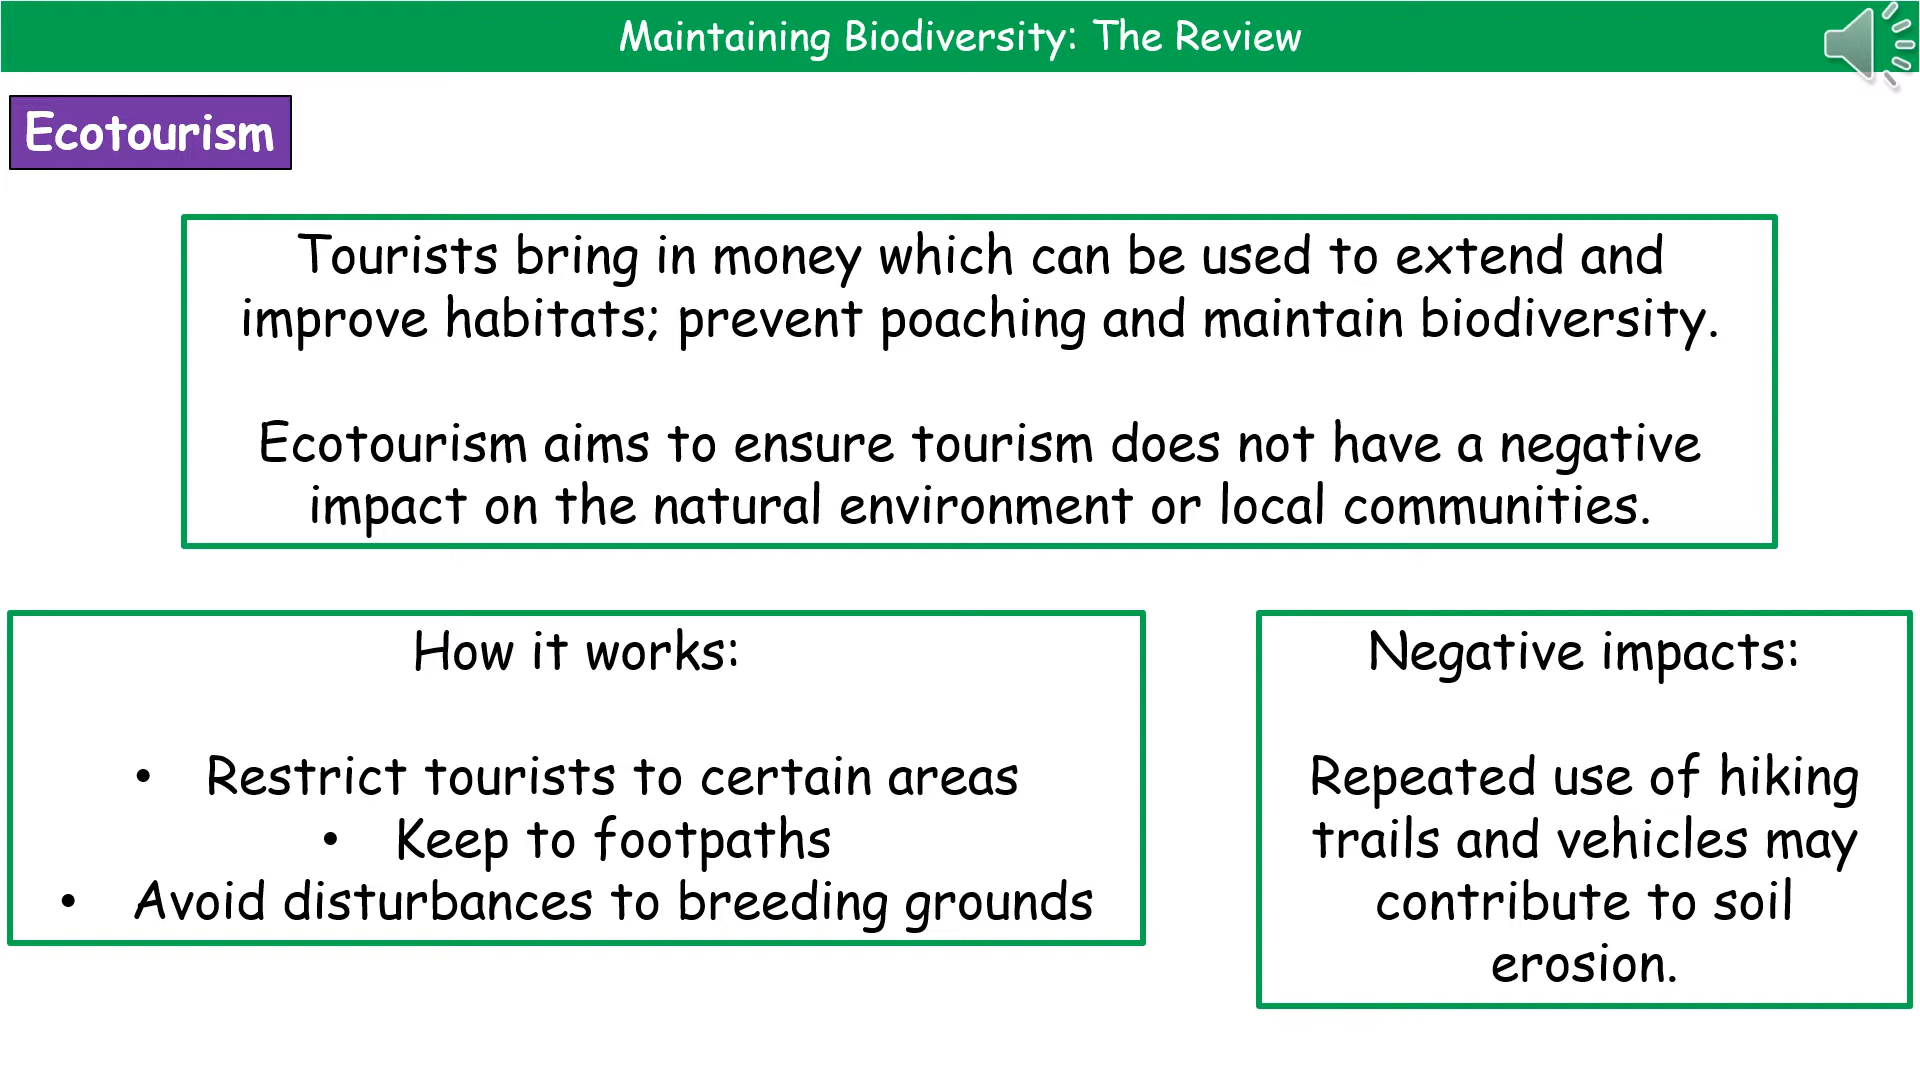 Maintaining Biodiversity: The Review
Ecotourism
Tourists bring in money which can be used to extend and
improve habitats; prevent poaching and maintain biodiversity.
Ecotourism aims to ensure tourism does not have a negative
impact on the natural environment or local communities.
How it works:
• Restrict tourists to certain areas
• Keep to footpaths
• Avoid disturbances to breeding grounds
Negative impacts:
Repeated use of hiking
trails and vehicles may
contribute to soil
erosion.